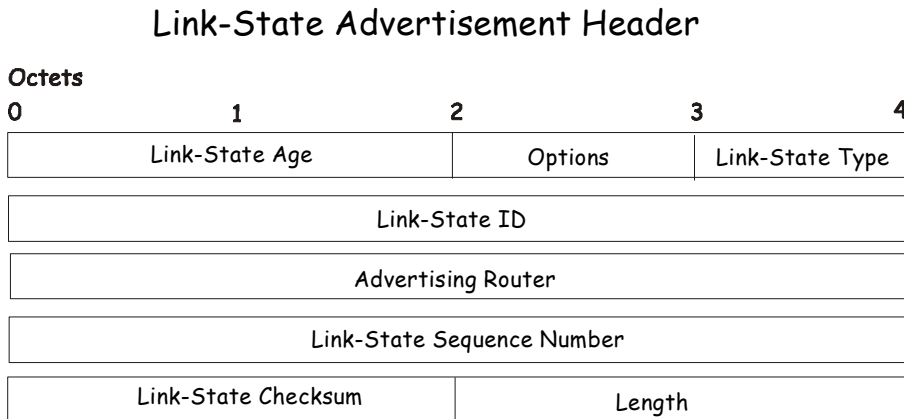 Link-State Advertisement Header
Octets
0 1 2 3 4
Link-State Age Options Link-State Type
Link-State ID
Advertising Router
Link-State Sequence Number
Link-State Checksum Length